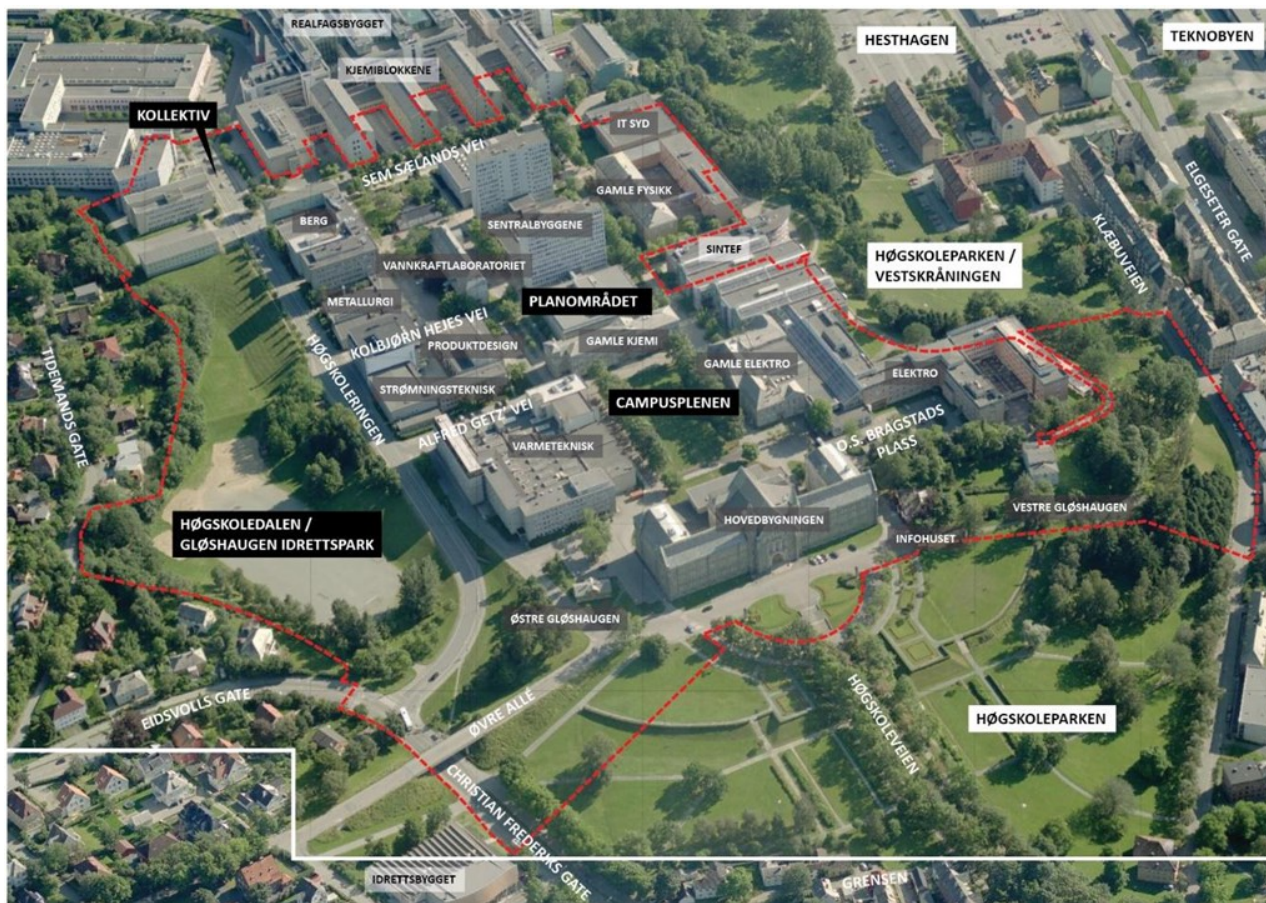 REALFAGSBYGGET
HESTHAGEN
TEKNOBYEN
KJEMIBLOKKENE
KOLLEKTIV
IT SYD
SEM SÆLANDS VEI
GAMLE FYSIKK
ELGESETER GATE
BERG
SENTRALBYGGENE
KLÆBUVEIEN
SINTEF
HØGSKOLEPARKEN /
VESTSKRÅNINGEN
VANNKRAFTLABORATORIET
METALLURGI
PLANOMRÅDET
KOLBJØRN HEJES VEI
PRODUKTDESIGN
GAMLE KJEMI
TIDEMANDS GATE
HØGSKOLERINGEN
GAMLE ELEKTRO
ELEKTRO
STRØMNINGSTEKNISK
CAMPUSPLENEN
ALFRED GETZ' VEI
O.S. BRAGSTADS
PLASS
VARMETEKNISK
VESTRE GLØSHAUGEN
HØGSKOLEDALEN /
GLØSHAUGEN IDRETTSPARK
HOVEDBYGNINGEN
INFOHUSET
ØSTRE GLØSHAUGEN
EIDSVOLLS GATE
ØVRE ALLÉ
HØGSKOLEVEIEN
HØGSKOLEPARKEN
CHRISTIAN FREDERIKS GATE
IDRETTSBYGGET
GRENSEN